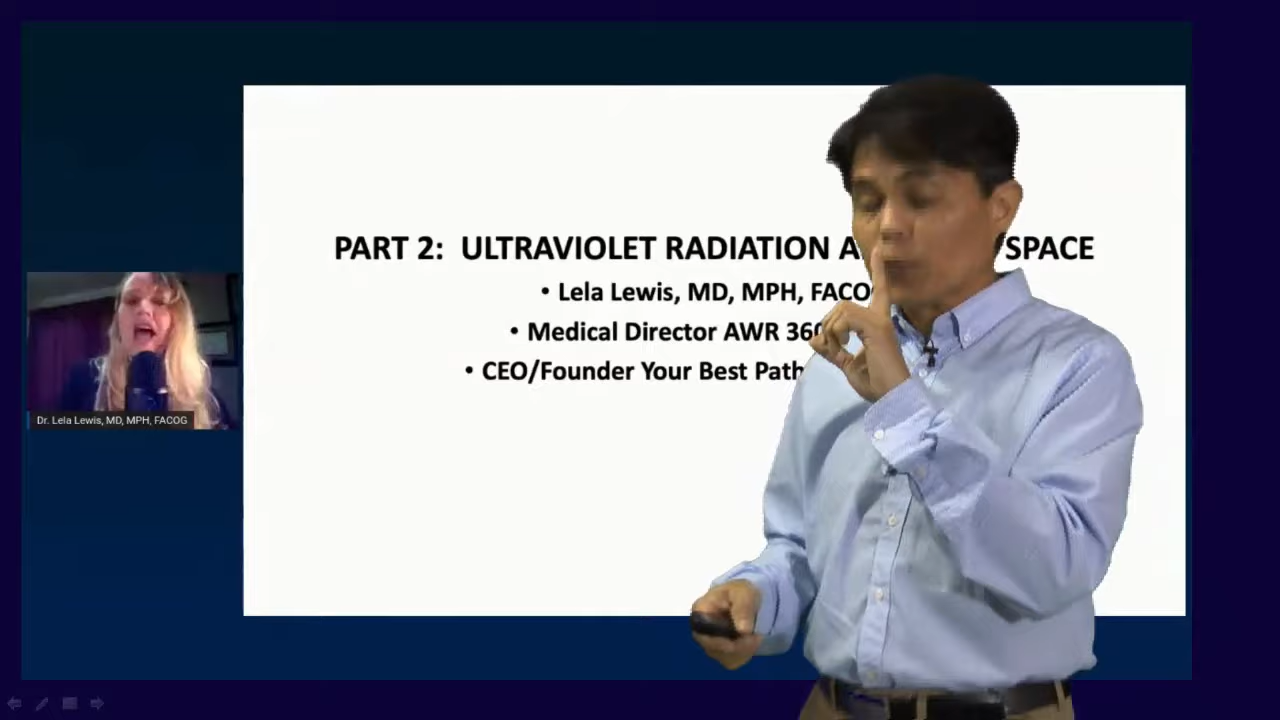 PART 2: ULTRAVIOLET RADIATION A SPACE
• Lela Lewis, MD, MPH, FACO
• Medical Director AWR 360
• CEO/Founder Your Best Path
Dr. Lela Lewis, MD, MPH, FACOG